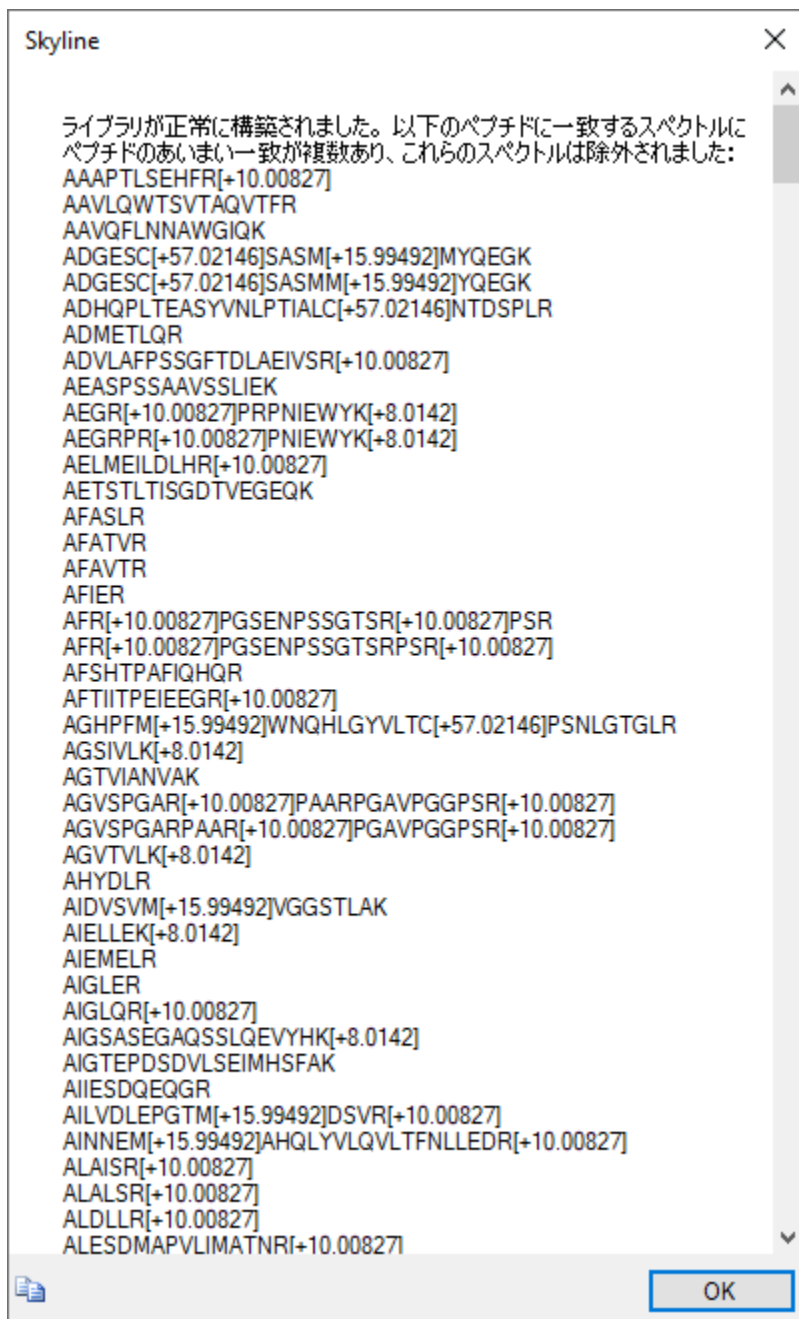 Skyline
ライブラリが正常に構築されました。以下のペプチドに一致するスペクトルに
ペプチドのあいまい一致が複数あり、これらのスペクトルは除外されました:
AAAPTLSEHFR[+10.00827]
AAVLQWTSVTAQVTFR
AAVQFLNNAWGIQK
ADGESC[+57.02146]SASM[+15.99492]MYQEGK
ADGESC[+57.02146]SASMM[+15.99492]YQEGK
ADHQPLTEASYVNLPTIALC[+57.02146]NTDSPLR
ADMETLQR
ADVLAFPSSGFTDLAEIVSR[+10.00827]
AEASPSSAAVSSLIEK
AEGR[+10.00827]PRPNIEWYK[+8.0142]
AEGRPR[+10.00827]PNIEWYK[+8.0142]
AELMEILDLHR[+10.00827]
AETSTLTISGDTVEGEQK
AFASLR
AFATVR
AFAVTR
AFIER
AFR[+10.00827]PGSENPSSGTSR[+10.00827]PSR
AFR[+10.00827]PGSENPSSGTSRPSR[+10.00827]
AFSHTPAFIQHQR
AFTIITPEIEEGR[+10.00827]
AGHPFM[+15.99492]WNQHLGYVLTC[+57.02146]PSNLGTGLR
AGSIVLK[+8.0142]
AGTVIANVAK
AGVSPGAR[+10.00827]PAARPGAVPGGPSR[+10.00827]
AGVSPGARPAAR[+10.00827]PGAVPGGPSR[+10.00827]
AGVTVLK[+8.0142]
AHYDLR
AIDVSVM[+15.99492]VGGSTLAK
AIELLEK[+8.0142]
AIEMELR
AIGLER
AIGLQR[+10.00827]
AIGSASEGAQSSLQEVYHK[+8.0142]
AIGTEPDSDVLSEIMHSFAK
AIIESDQEQGR
AILVDLEPGTM[+15.99492]DSVR[+10.00827]
AINNEM[+15.99492]AHQLYVLQVLTFNLLEDR[+10.00827]
ALAISR[+10.00827]
ALALSR[+10.00827]
ALDLLR[+10.00827]
ALESDMAPVLIMATNR[+10.00827]
OK